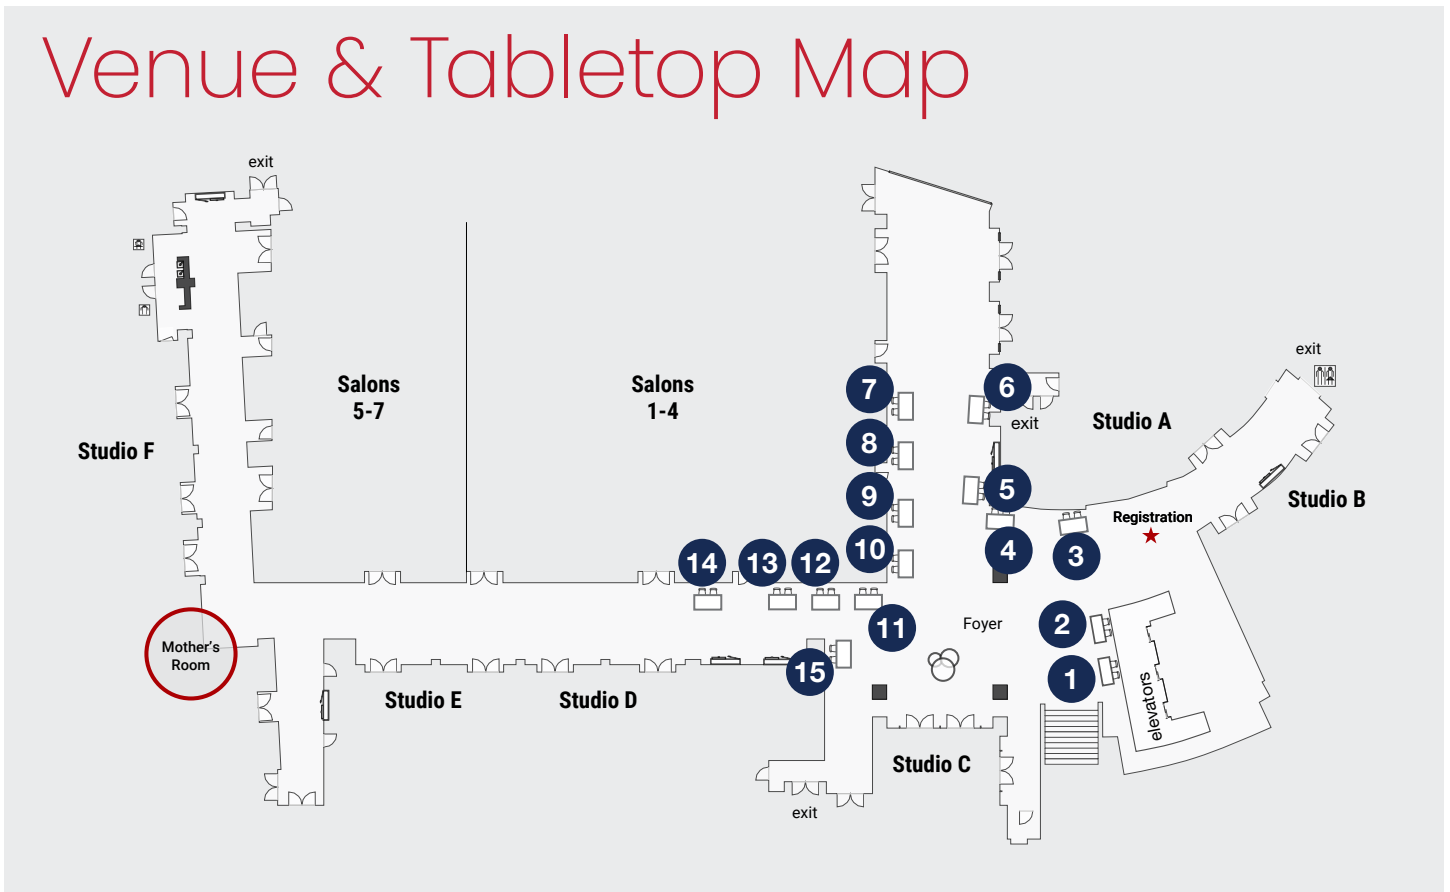 Venue & Tabletop Map
exit
Salons
5-7
Salons
1-4
Studio F
7
8
9
10
6
exit
5
4
Studio A
exit
Studio B
Registration
3
14
13
12
11
15
Foyer
2
1
elevators
Mother's
Room
Studio E
Studio D
Studio C
exit